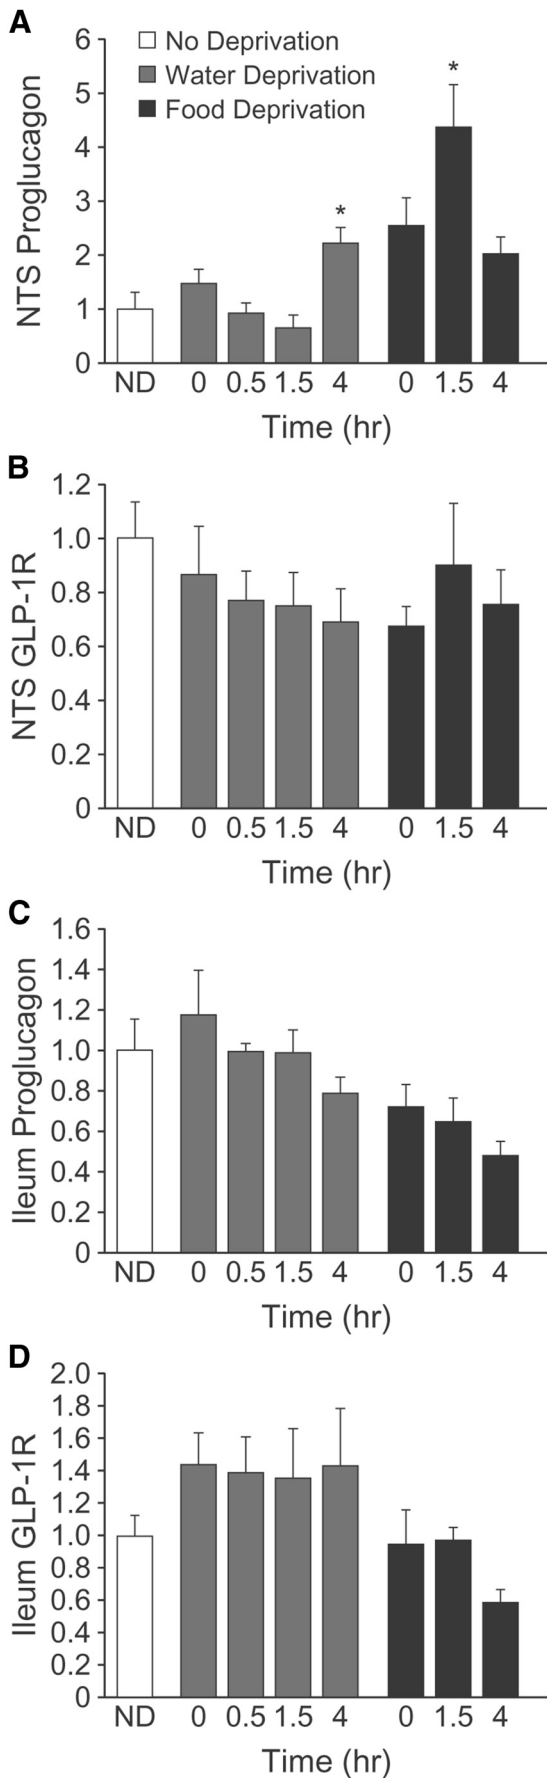 A
NTS Proglucagon
6
5
4
3
2
1
0
No Deprivation
Water Deprivation
Food Deprivation
*
*
ND 0 0.5 1.5 4 0 1.5 4
Time (hr)
B
NTS GLP-1R
1.2
1.0
0.8
0.6
0.4
0.2
0
ND 0 0.5 1.5 4 0 1.5 4
Time (hr)
C
Ileum Proglucagon
1.6
1.4
1.2
1.0
0.8
0.6
0.4
0.2
0
ND 0 0.5 1.5 4 0 1.5 4
Time (hr)
D
Ileum GLP-1R
2.0
1.8
1.6
1.4
1.2
1.0
0.8
0.6
0.4
0.2
0
ND 0 0.5 1.5 4 0 1.5 4
Time (hr)